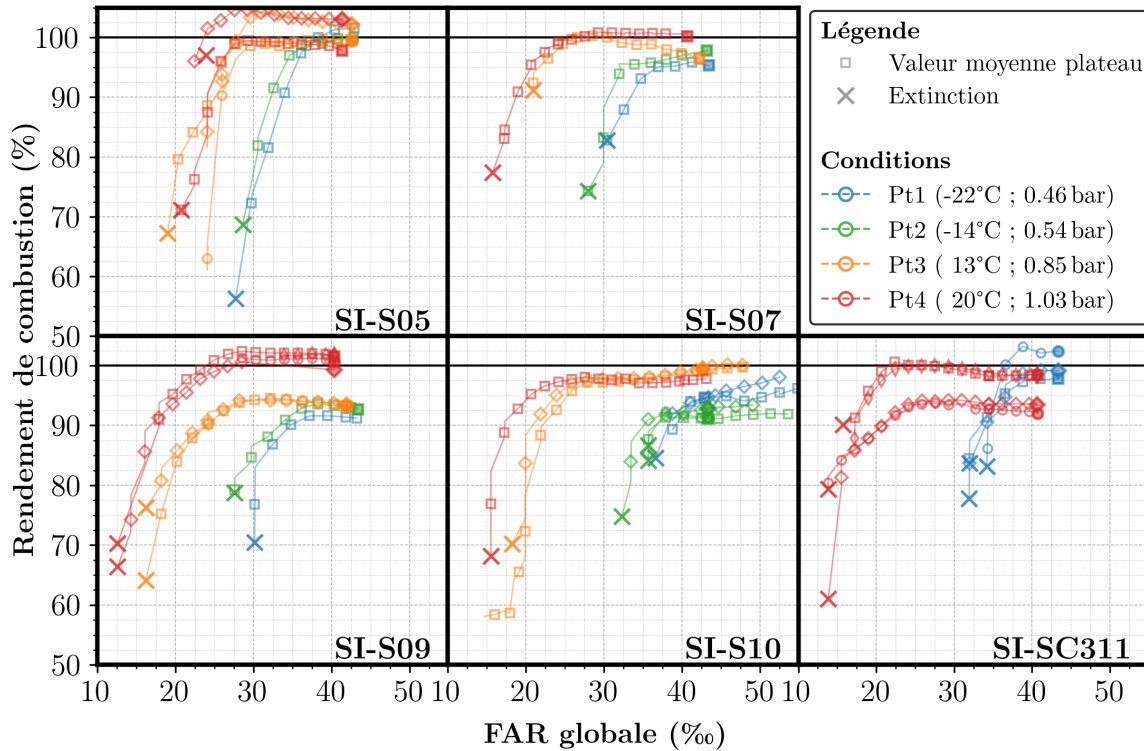 Légende
Valeur moyenne plateau
Extinction
Conditions
Pt1 (-22°C ; 0.46 bar)
Pt2 (-14°C ; 0.54 bar)
Pt3 ( 13°C ; 0.85 bar)
Pt4 ( 20°C ; 1.03 bar)
Rendement de combustion (%)
100
90
80
70
60
50
SI-S05
SI-S07
100
90
80
70
60
50
SI-S09
SI-S10
SI-SC311
10 20 30 40 50 20 30 40 50 10 20 30 40 50
FAR globale (‰)